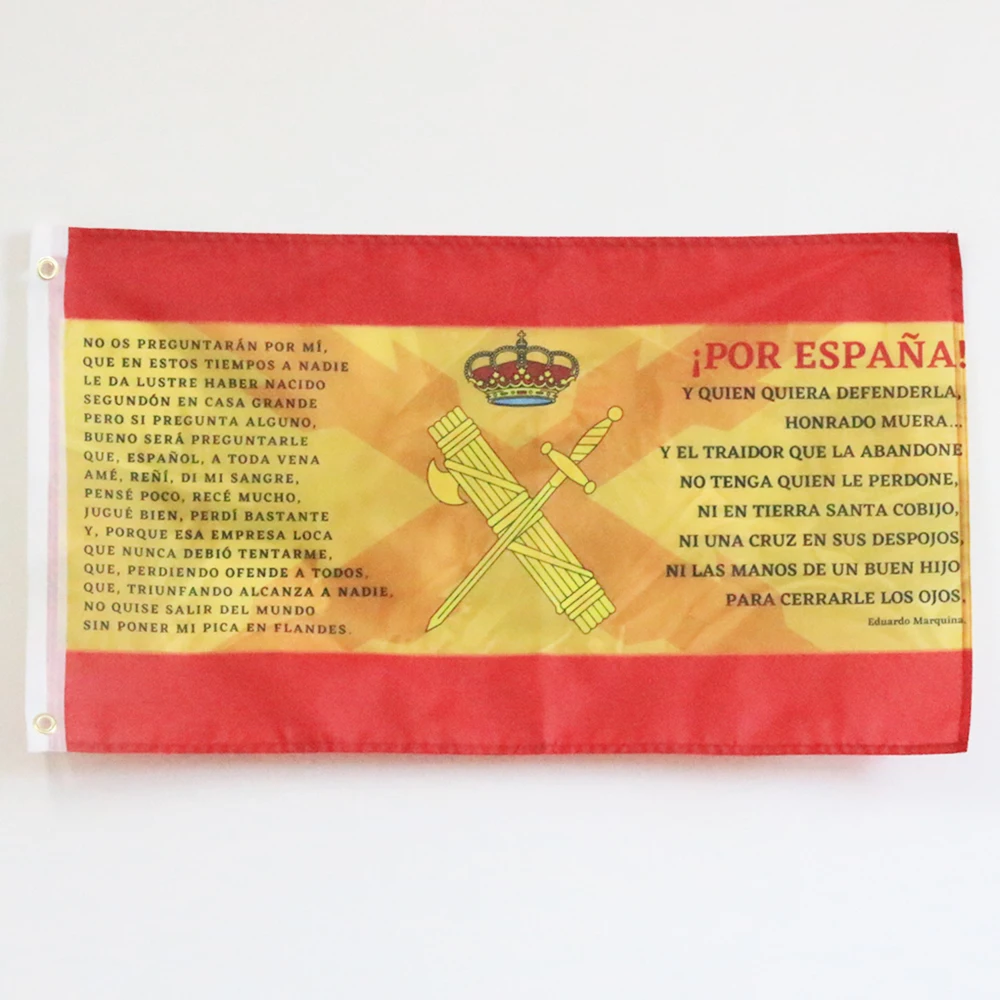 NO OS PREGUNTARÁN POR MÍ,
QUE EN ESTOS TIEMPOS A NADIE
LE DA LUSTRE HABER NACIDO
SEGUNDÓN EN CASA GRANDE
PERO SI PREGUNTA ALGUNO,
BUENO SERÁ PREGUNTARLE
QUE, ESPAÑOL, A TODA VENA
AMÉ, REÑÍ, DI MI SANGRE,
PENSÉ POCO, RECÉ MUCHO,
JUGUÉ BIEN, PERDÍ BASTANTE
Y, PORQUE ESA EMPRESA LOCA
QUE NUNCA DEBIÓ TENTARME,
QUE, PERDIENDO OFENDE A TODOS,
QUE, TRIUNFANDO ALCANZA A NADIE,
NO QUISE SALIR DEL MUNDO
SIN PONER MI PICA EN FLANDES.
¡POR ESPAÑA!
Y QUIEN QUIERA DEFENDERLA,
HONRADO MUERA...
Y EL TRAIDOR QUE LA ABANDONE
NO TENGA QUIEN LE PERDONE,
NI EN TIERRA SANTA COBIJO,
NI UNA CRUZ EN SUS DESPOJOS,
NI LAS MANOS DE UN BUEN HIJO
PARA CERRARLE LOS OJOS.
Eduardo Marquina.